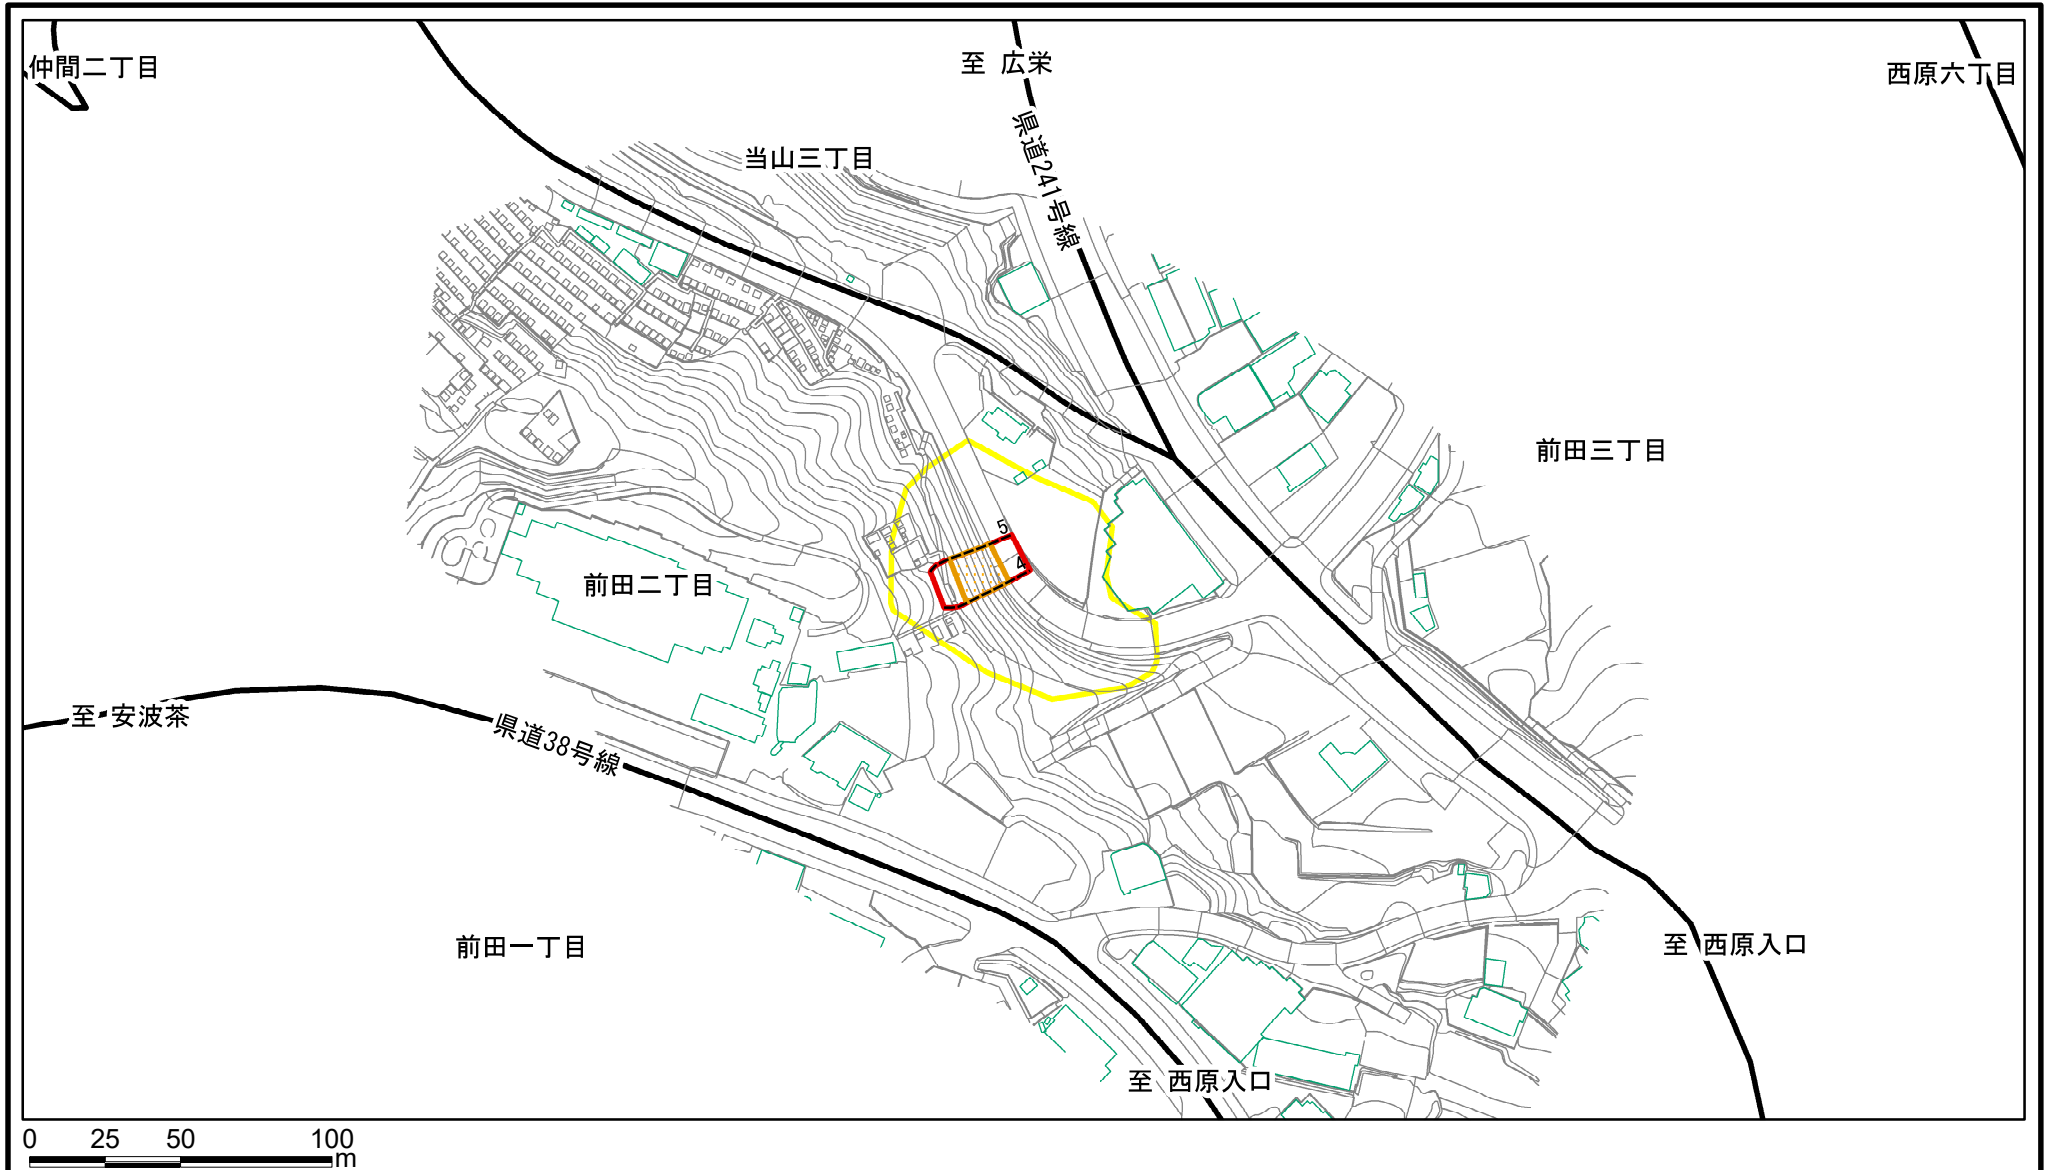 仲間二丁目
至 広栄
西原六丁目
県道241号線
当山三丁目
前田三丁目
5
4
前田二丁目
至 安波茶
県道38号線
前田一丁目
至 西原入口
至 西原入口
0 25 50 100
m